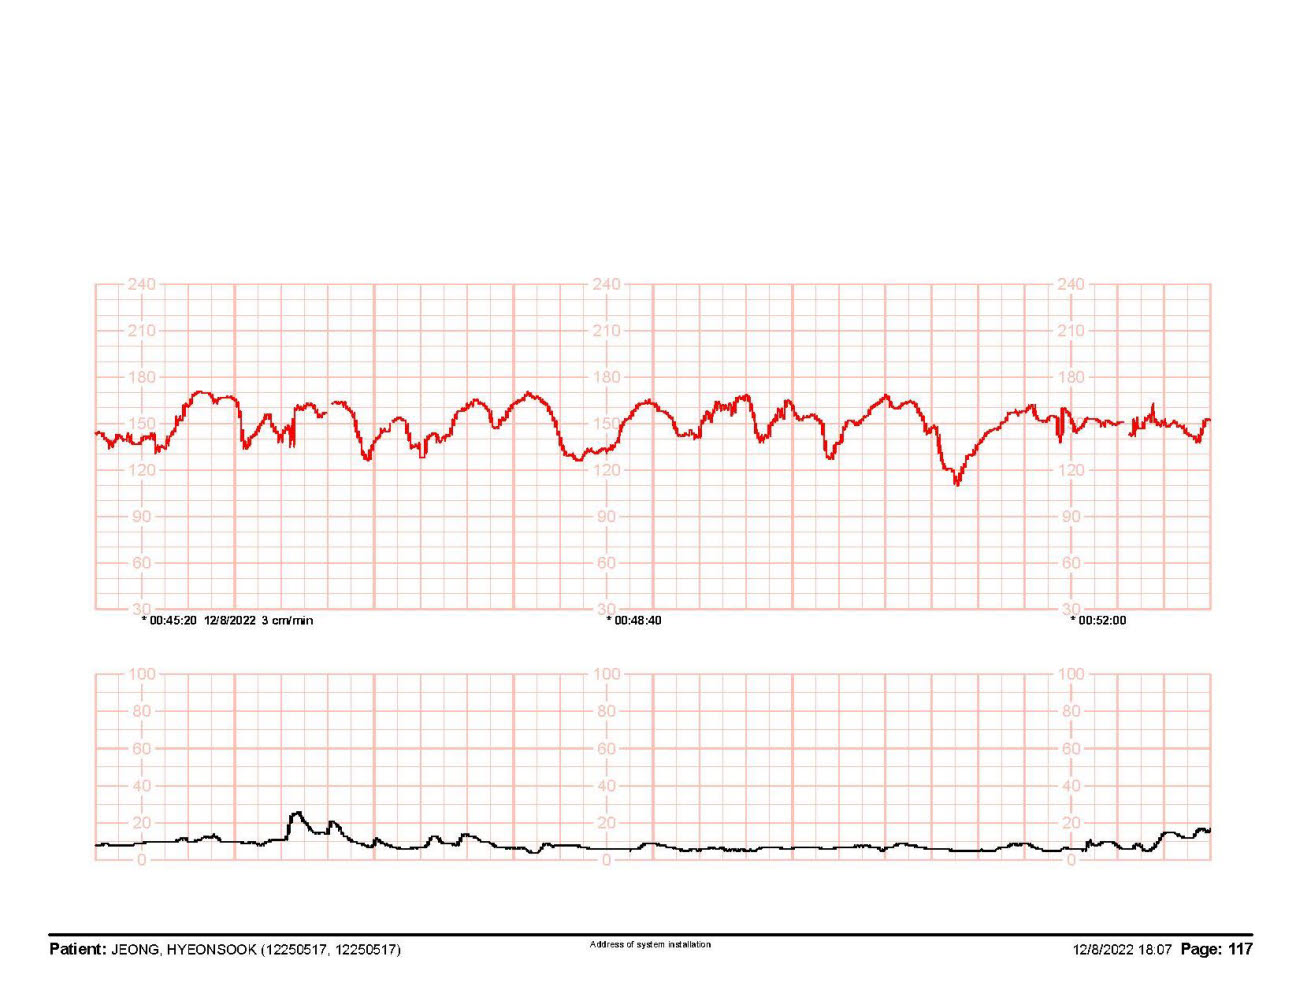 240 240 240
210 210 210
180 180 180
150 150 150
120 120 120
90 90 90
60 60 60
30 30 30
* 00:45:20 12/8/2022 3 cm/min * 00:48:40 * 00:52:00
100 100 100
80 80 80
60 60 60
40 40 40
20 20 20
0 0 0
Patient: JEONG, HYEONSOOK (12250517, 12250517) Address of system installation 12/8/2022 18:07 Page: 117